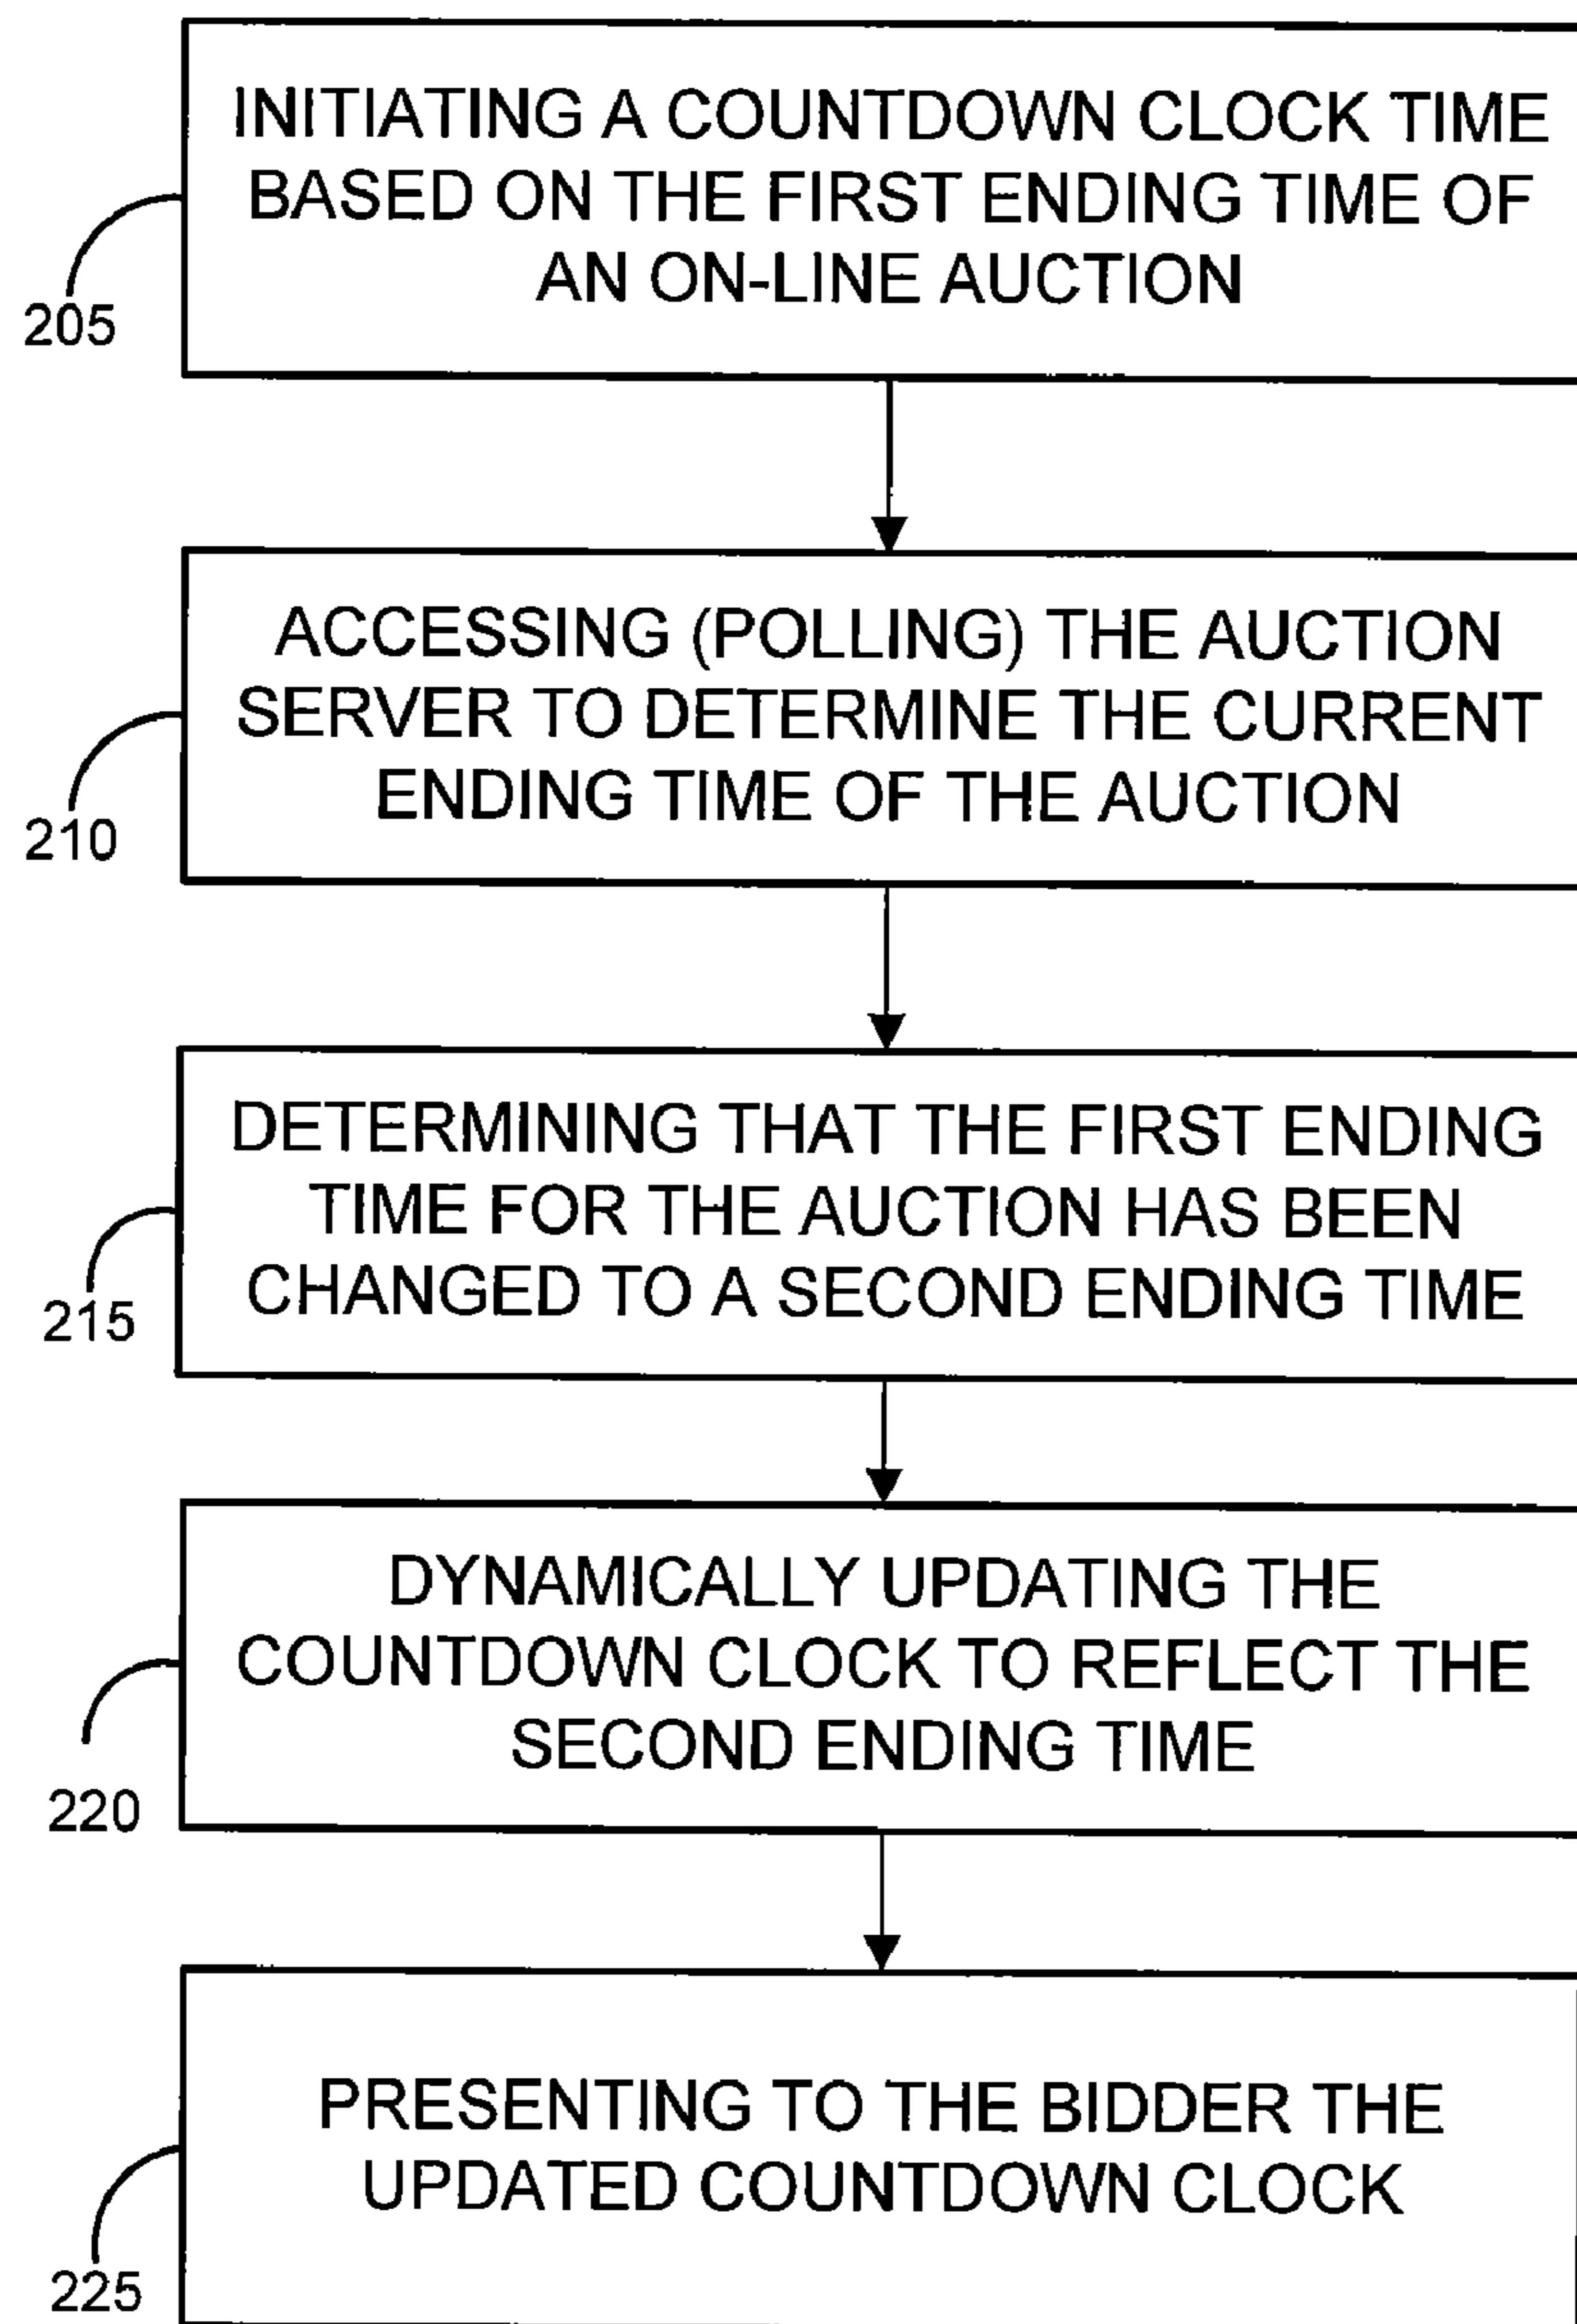 INITIATING A COUNTDOWN CLOCK TIME
BASED ON THE FIRST ENDING TIME OF
AN ON-LINE AUCTION
205
ACCESSING (POLLING) THE AUCTION
SERVER TO DETERMINE THE CURRENT
ENDING TIME OF THE AUCTION
210
DETERMINING THAT THE FIRST ENDING
TIME FOR THE AUCTION HAS BEEN
CHANGED TO A SECOND ENDING TIME
215
DYNAMICALLY UPDATING THE
COUNTDOWN CLOCK TO REFLECT THE
SECOND ENDING TIME
220
PRESENTING TO THE BIDDER THE
UPDATED COUNTDOWN CLOCK
225